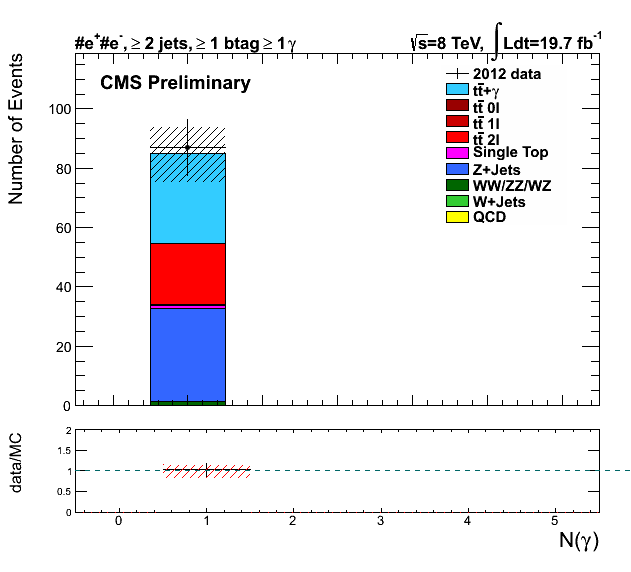 #e⁺#e⁻, ≥ 2 jets, ≥ 1 btag ≥ 1 γ
√s=8 TeV, ∫Ldt=19.7 fb⁻¹
CMS Preliminary
Number of Events
100
80
60
40
20
0
2012 data
tt̄+γ
tt̄ 0l
tt̄ 1l
tt̄ 2l
Single Top
Z+Jets
WW/ZZ/WZ
W+Jets
QCD
data/MC
2
1.5
1
0.5
0
0 1 2 3 4 5
N(γ)